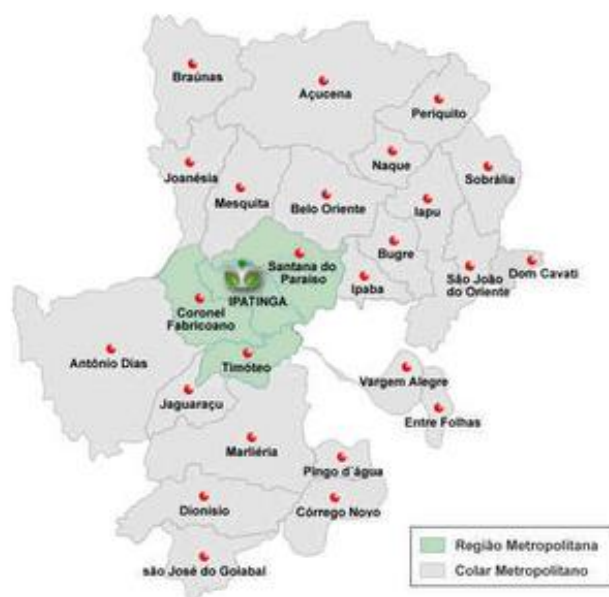 Braúnas
Açucena
Periquito
Joanésia
Mesquita
Naque
Sobrália
Belo Oriente
Iapu
Bugre
Santana do
Paraíso
Ipaba
São João
do Oriente
Dom Cavati
IPATINGA
Coronel
Fabricoano
Antônio Dias
Timóteo
Vargem Alegre
Jaguaraçu
Entre Folhas
Marliéria
Pingo d´água
Dionísio
Córrego Novo
são José do Goiabal
Região Metropolitana
Colar Metropolitano